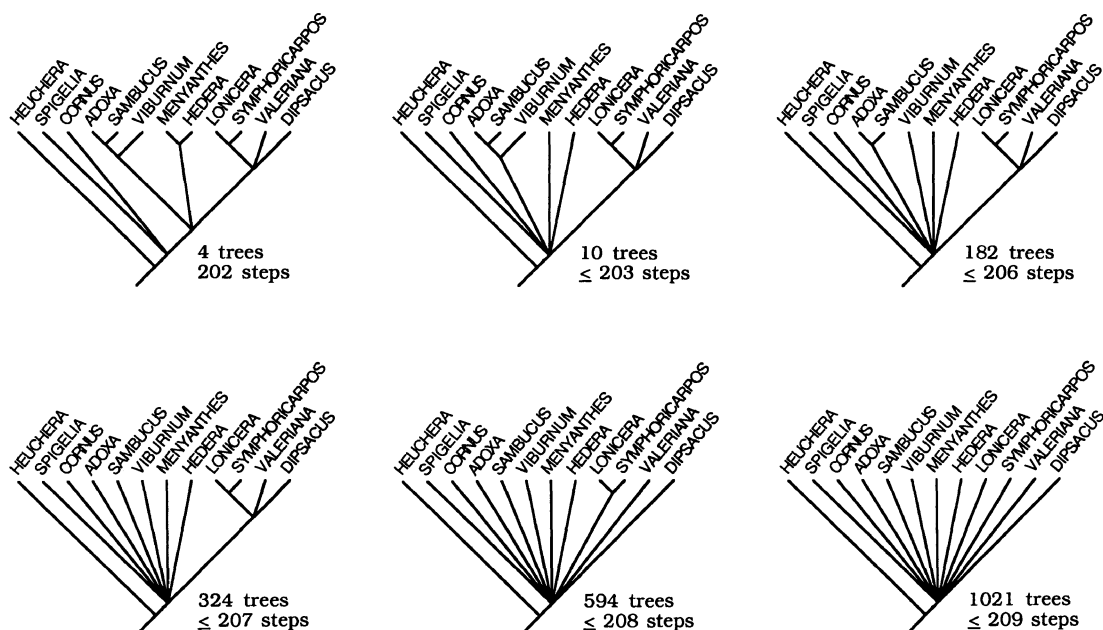 HEUCHERA
SPIGELIA
CORNUS
ADOXA
SAMBUCUS
VIBURNUM
MENYANTHES
HEDERA
LONICERA
SYMPHORICARPOS
VALERIANA
DIPSACUS
4 trees
202 steps
HEUCHERA
SPIGELIA
CORNUS
ADOXA
SAMBUCUS
VIBURNUM
MENYANTHES
HEDERA
LONICERA
SYMPHORICARPOS
VALERIANA
DIPSACUS
10 trees
≤ 203 steps
HEUCHERA
SPIGELIA
CORNUS
ADOXA
SAMBUCUS
VIBURNUM
MENYANTHES
HEDERA
LONICERA
SYMPHORICARPOS
VALERIANA
DIPSACUS
182 trees
≤ 206 steps
HEUCHERA
SPIGELIA
CORNUS
ADOXA
SAMBUCUS
VIBURNUM
MENYANTHES
HEDERA
LONICERA
SYMPHORICARPOS
VALERIANA
DIPSACUS
324 trees
≤ 207 steps
HEUCHERA
SPIGELIA
CORNUS
ADOXA
SAMBUCUS
VIBURNUM
MENYANTHES
HEDERA
LONICERA
SYMPHORICARPOS
VALERIANA
DIPSACUS
594 trees
≤ 208 steps
HEUCHERA
SPIGELIA
CORNUS
ADOXA
SAMBUCUS
VIBURNUM
MENYANTHES
HEDERA
LONICERA
SYMPHORICARPOS
VALERIANA
DIPSACUS
1021 trees
≤ 209 steps